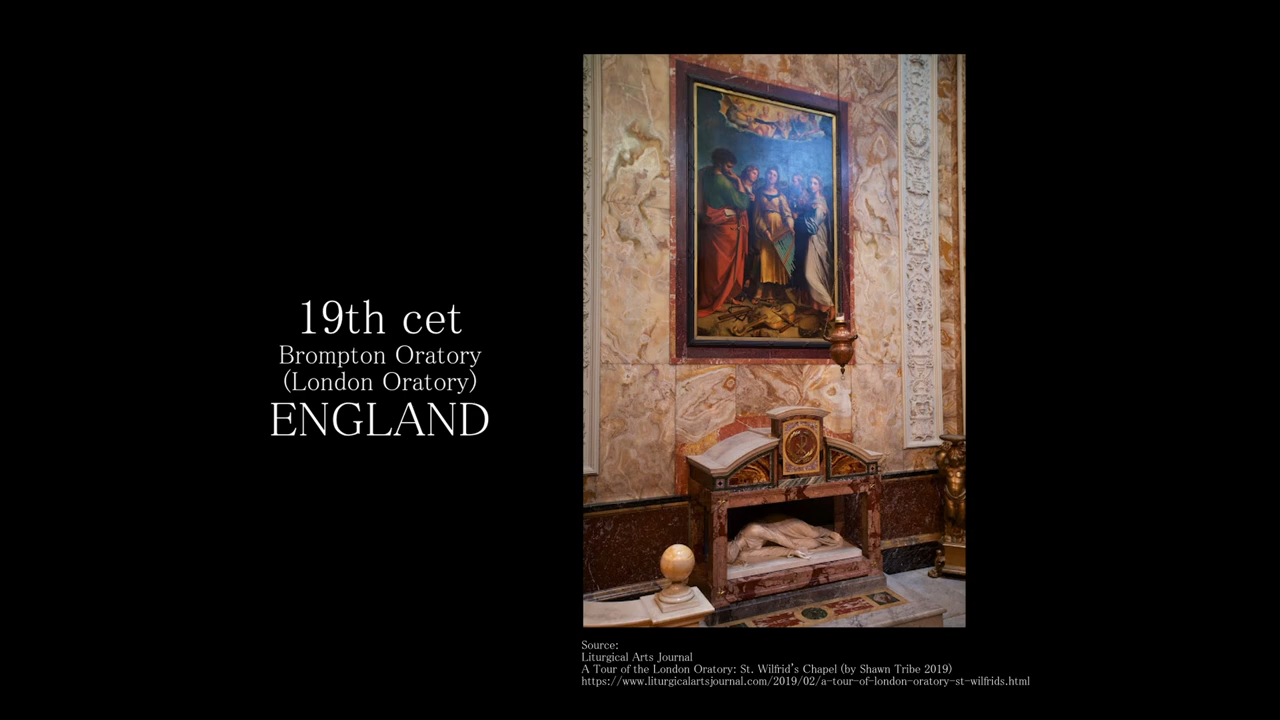 19th cet
Brompton Oratory
(London Oratory)
ENGLAND
Source:
Liturgical Arts Journal
A Tour of the London Oratory: St. Wilfrid's Chapel (by Shawn Tribe 2019)
https://www.liturgicalartsjournal.com/2019/02/a-tour-of-london-oratory-st-wilfrids.html